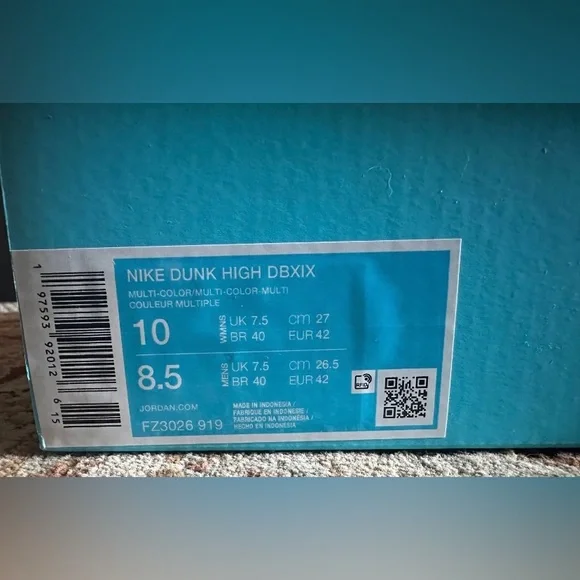 NIKE DUNK HIGH DBXIX
MULTI-COLOR/MULTI-COLOR-MULTI
COULEUR MULTIPLE
10 WMNS UK 7.5 cm 27
BR 40 EUR 42
8.5 MENS UK 7.5 cm 26.5
BR 40 EUR 42
JORDAN.COM
FZ3026 919
MADE IN INDONESIA /
FABRIQUE EN INDONESIE /
FABRICADO NA INDONÉSIA /
HECHO EN INDONESIA
RFID
1 97593 92012 6 15